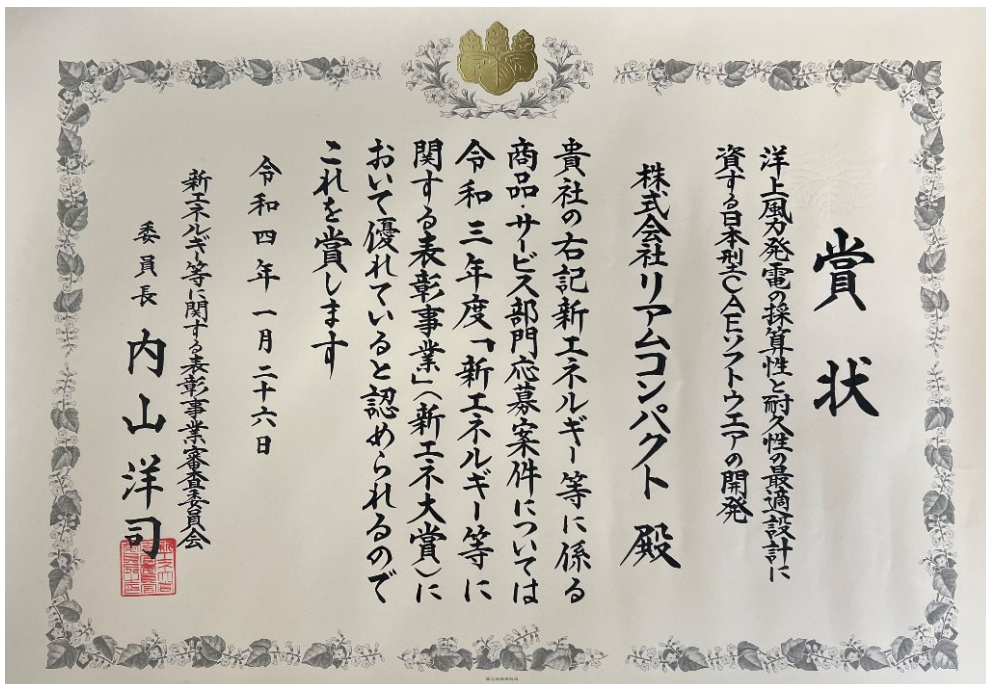 賞状
洋上風力発電の採算性と耐久性の最適設計に
資する日本型CAEソフトウエアの開発
株式会社リアムコンパクト 殿
貴社の右記新エネルギー等に係る
商品・サービス部門応募案件については
令和三年度「新エネルギー等に
関する表彰事業」(新エネ大賞)に
おいて優れていると認められるので
これを賞します
令和四年一月二十六日
新エネルギー等に関する表彰事業審査委員会
委員長 内山洋司